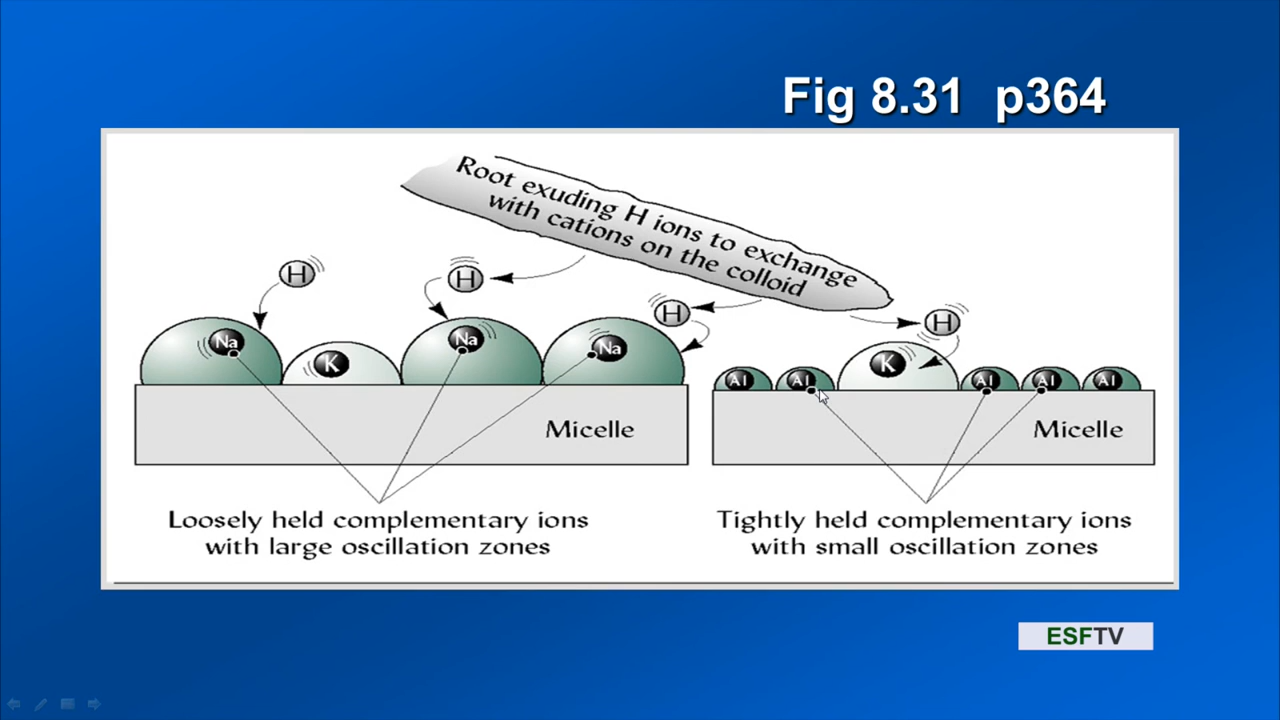 Fig 8.31 p364
Root exuding H ions to exchange
with cations on the colloid
H
H
H
H
Na
K
Na
Na
Al
Al
K
Al
Al
Al
Micelle
Micelle
Loosely held complementary ions
with large oscillation zones
Tightly held complementary ions
with small oscillation zones
ESFTV